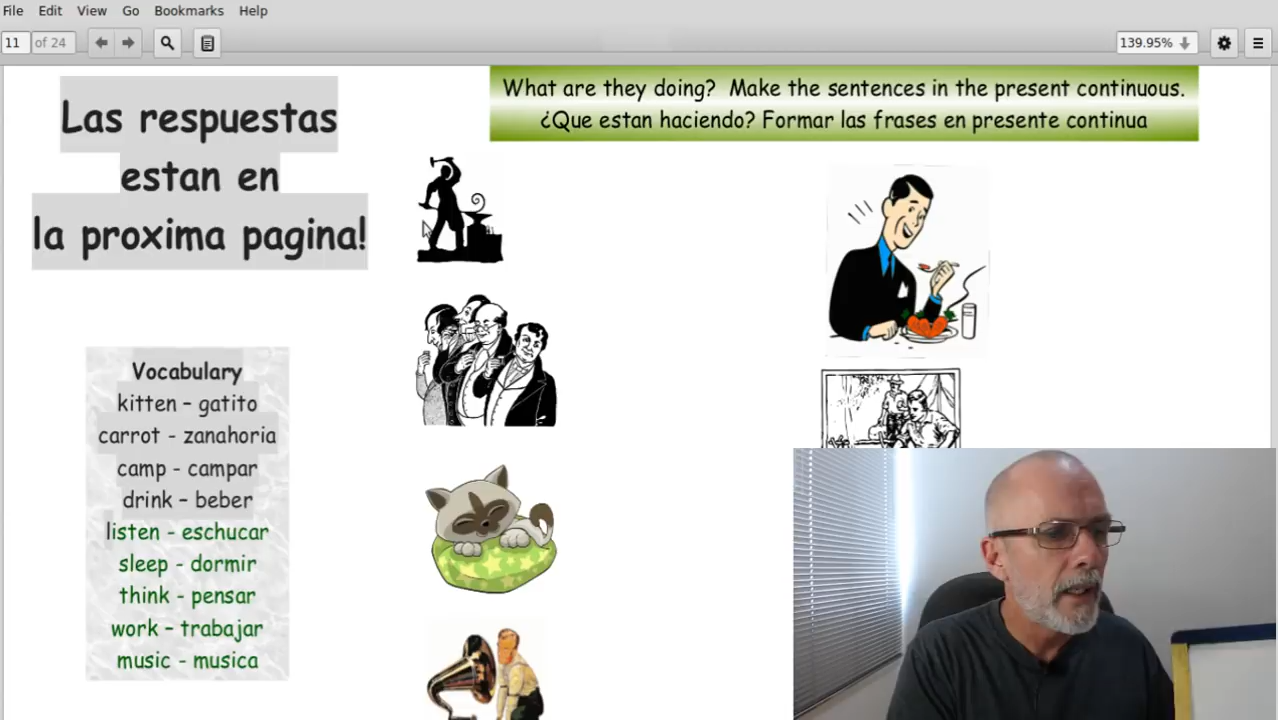 File Edit View Go Bookmarks Help
11 of 24
139.95%
Las respuestas
estan en
la proxima pagina!
What are they doing? Make the sentences in the present continuous.
¿Que estan haciendo? Formar las frases en presente continua
Vocabulary
kitten – gatito
carrot - zanahoria
camp - campar
drink – beber
listen - eschucar
sleep - dormir
think - pensar
work – trabajar
music - musica